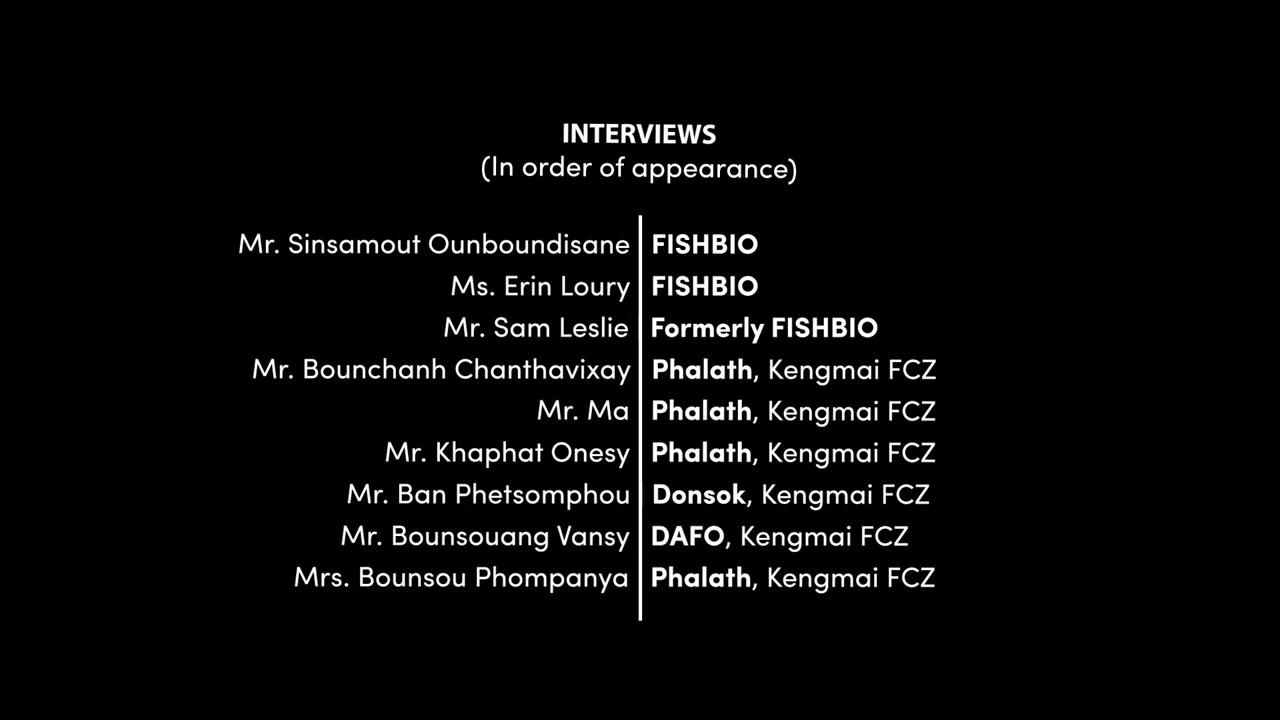 INTERVIEWS
(In order of appearance)
Mr. Sinsamout Ounboundisane FISHBIO
Ms. Erin Loury FISHBIO
Mr. Sam Leslie Formerly FISHBIO
Mr. Bounchanh Chanthavixay Phalath, Kengmai FCZ
Mr. Ma Phalath, Kengmai FCZ
Mr. Khaphat Onesy Phalath, Kengmai FCZ
Mr. Ban Phetsomphou Donsok, Kengmai FCZ
Mr. Bounsouang Vansy DAFO, Kengmai FCZ
Mrs. Bounsou Phompanya Phalath, Kengmai FCZ